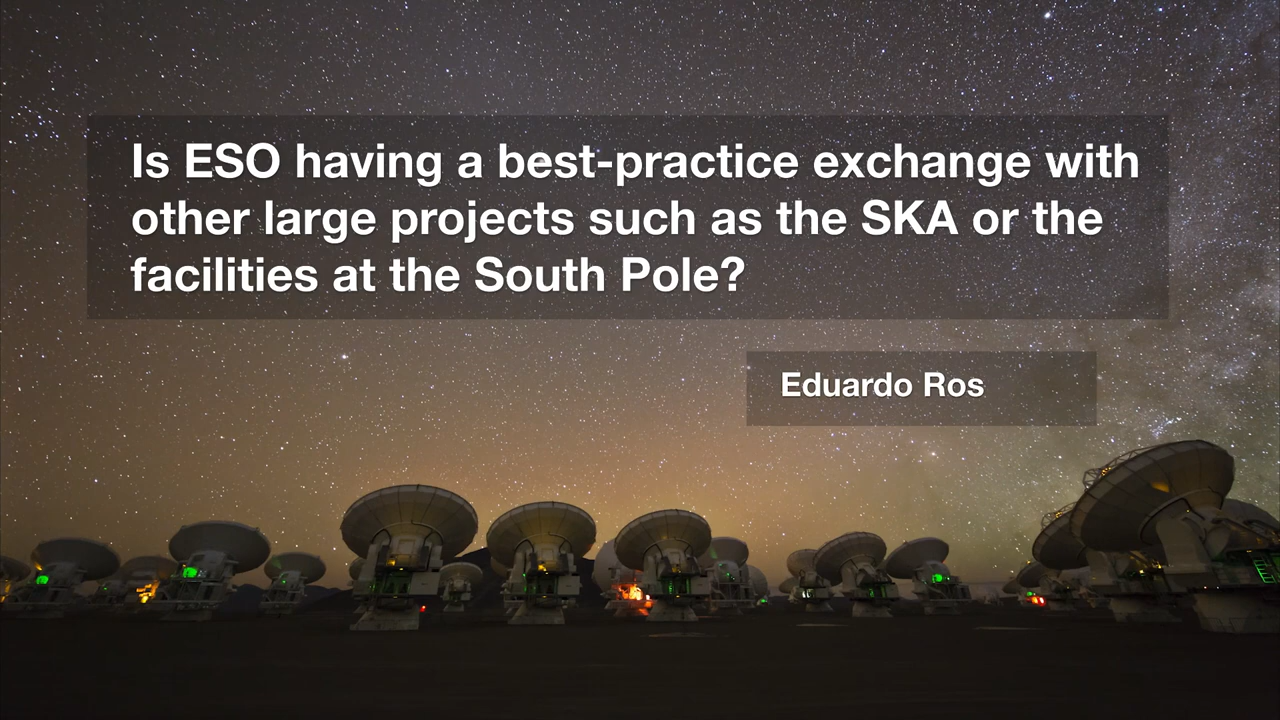 Is ESO having a best-practice exchange with
other large projects such as the SKA or the
facilities at the South Pole?
Eduardo Ros